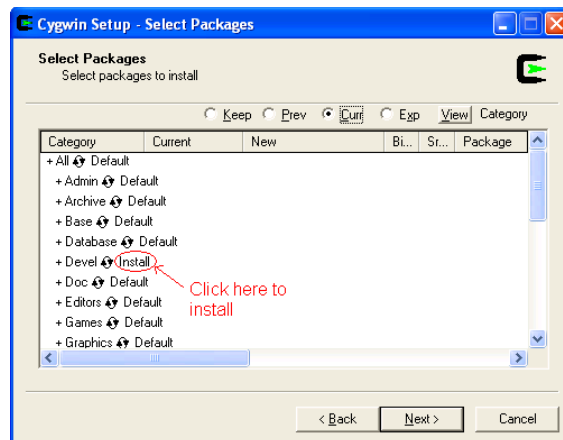 Cygwin Setup - Select Packages
Select Packages
Select packages to install
Keep Prev Curr Exp View Category
Category Current New Bi... Sr... Package
+ All Default
+ Admin Default
+ Archive Default
+ Base Default
+ Database Default
+ Devel Install
+ Doc Default
Click here to
install
+ Editors Default
+ Games Default
+ Graphics Default
< Back Next > Cancel